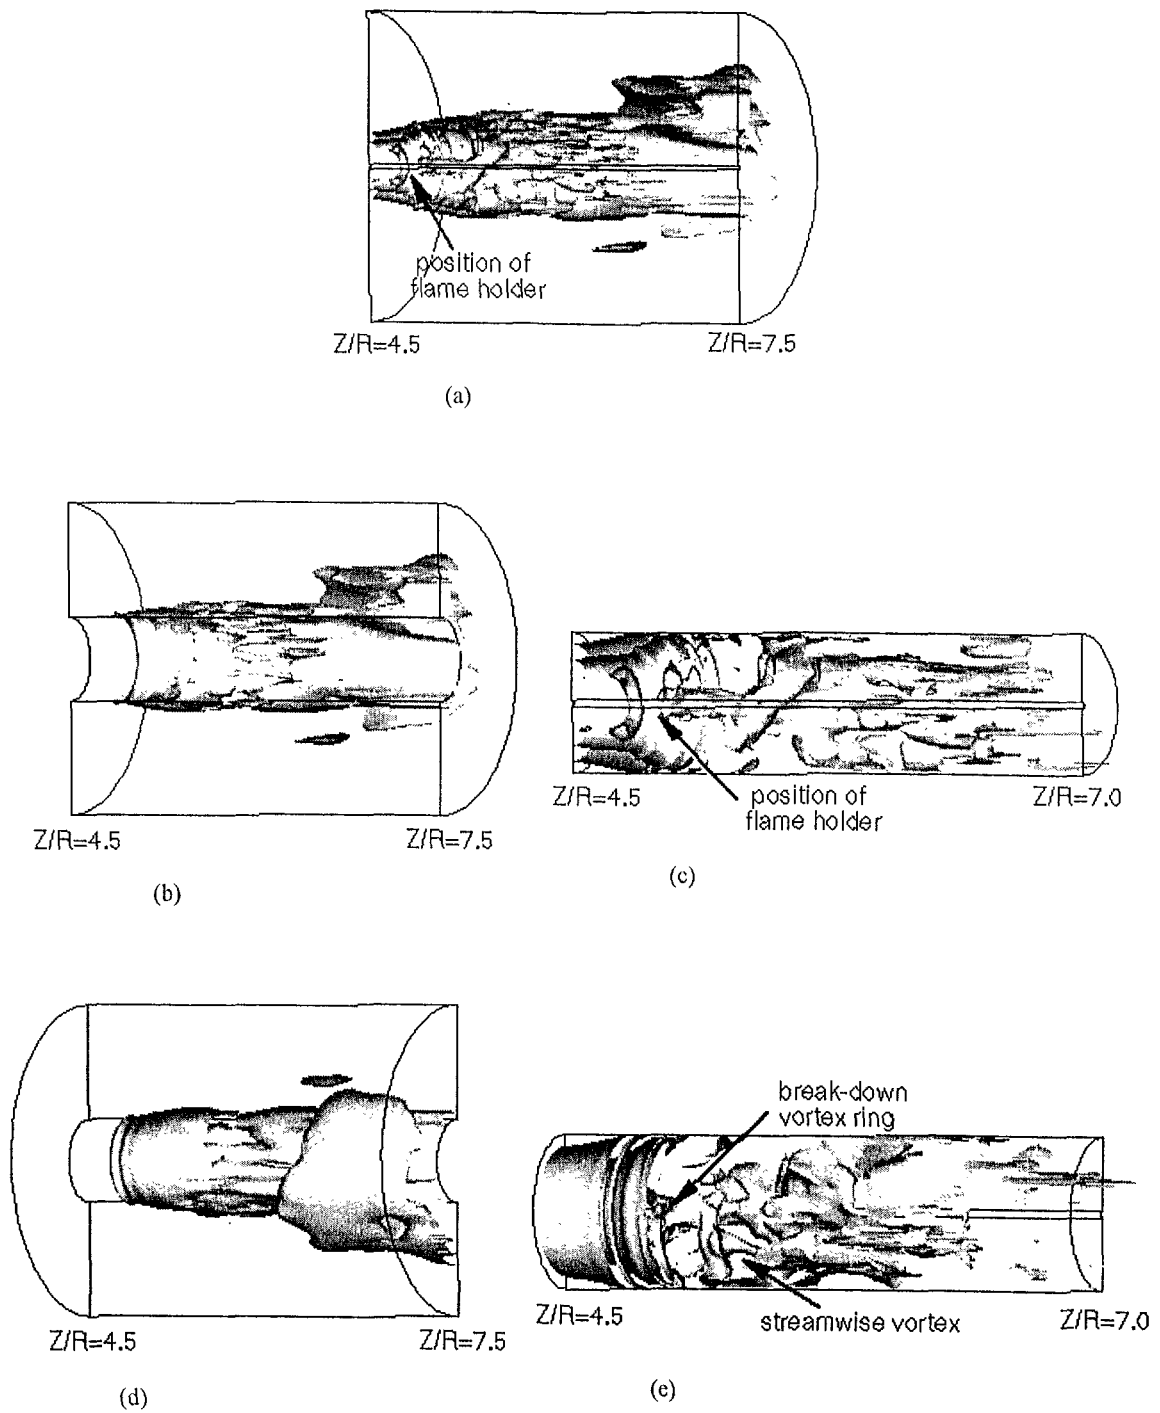 position of
flame holder
Z/R=4.5
Z/R=7.5
(a)
Z/R=4.5
Z/R=7.5
(b)
Z/R=4.5
position of
flame holder
Z/R=7.0
(c)
Z/R=4.5
Z/R=7.5
(d)
break-down
vortex ring
Z/R=4.5
streamwise vortex
Z/R=7.0
(e)